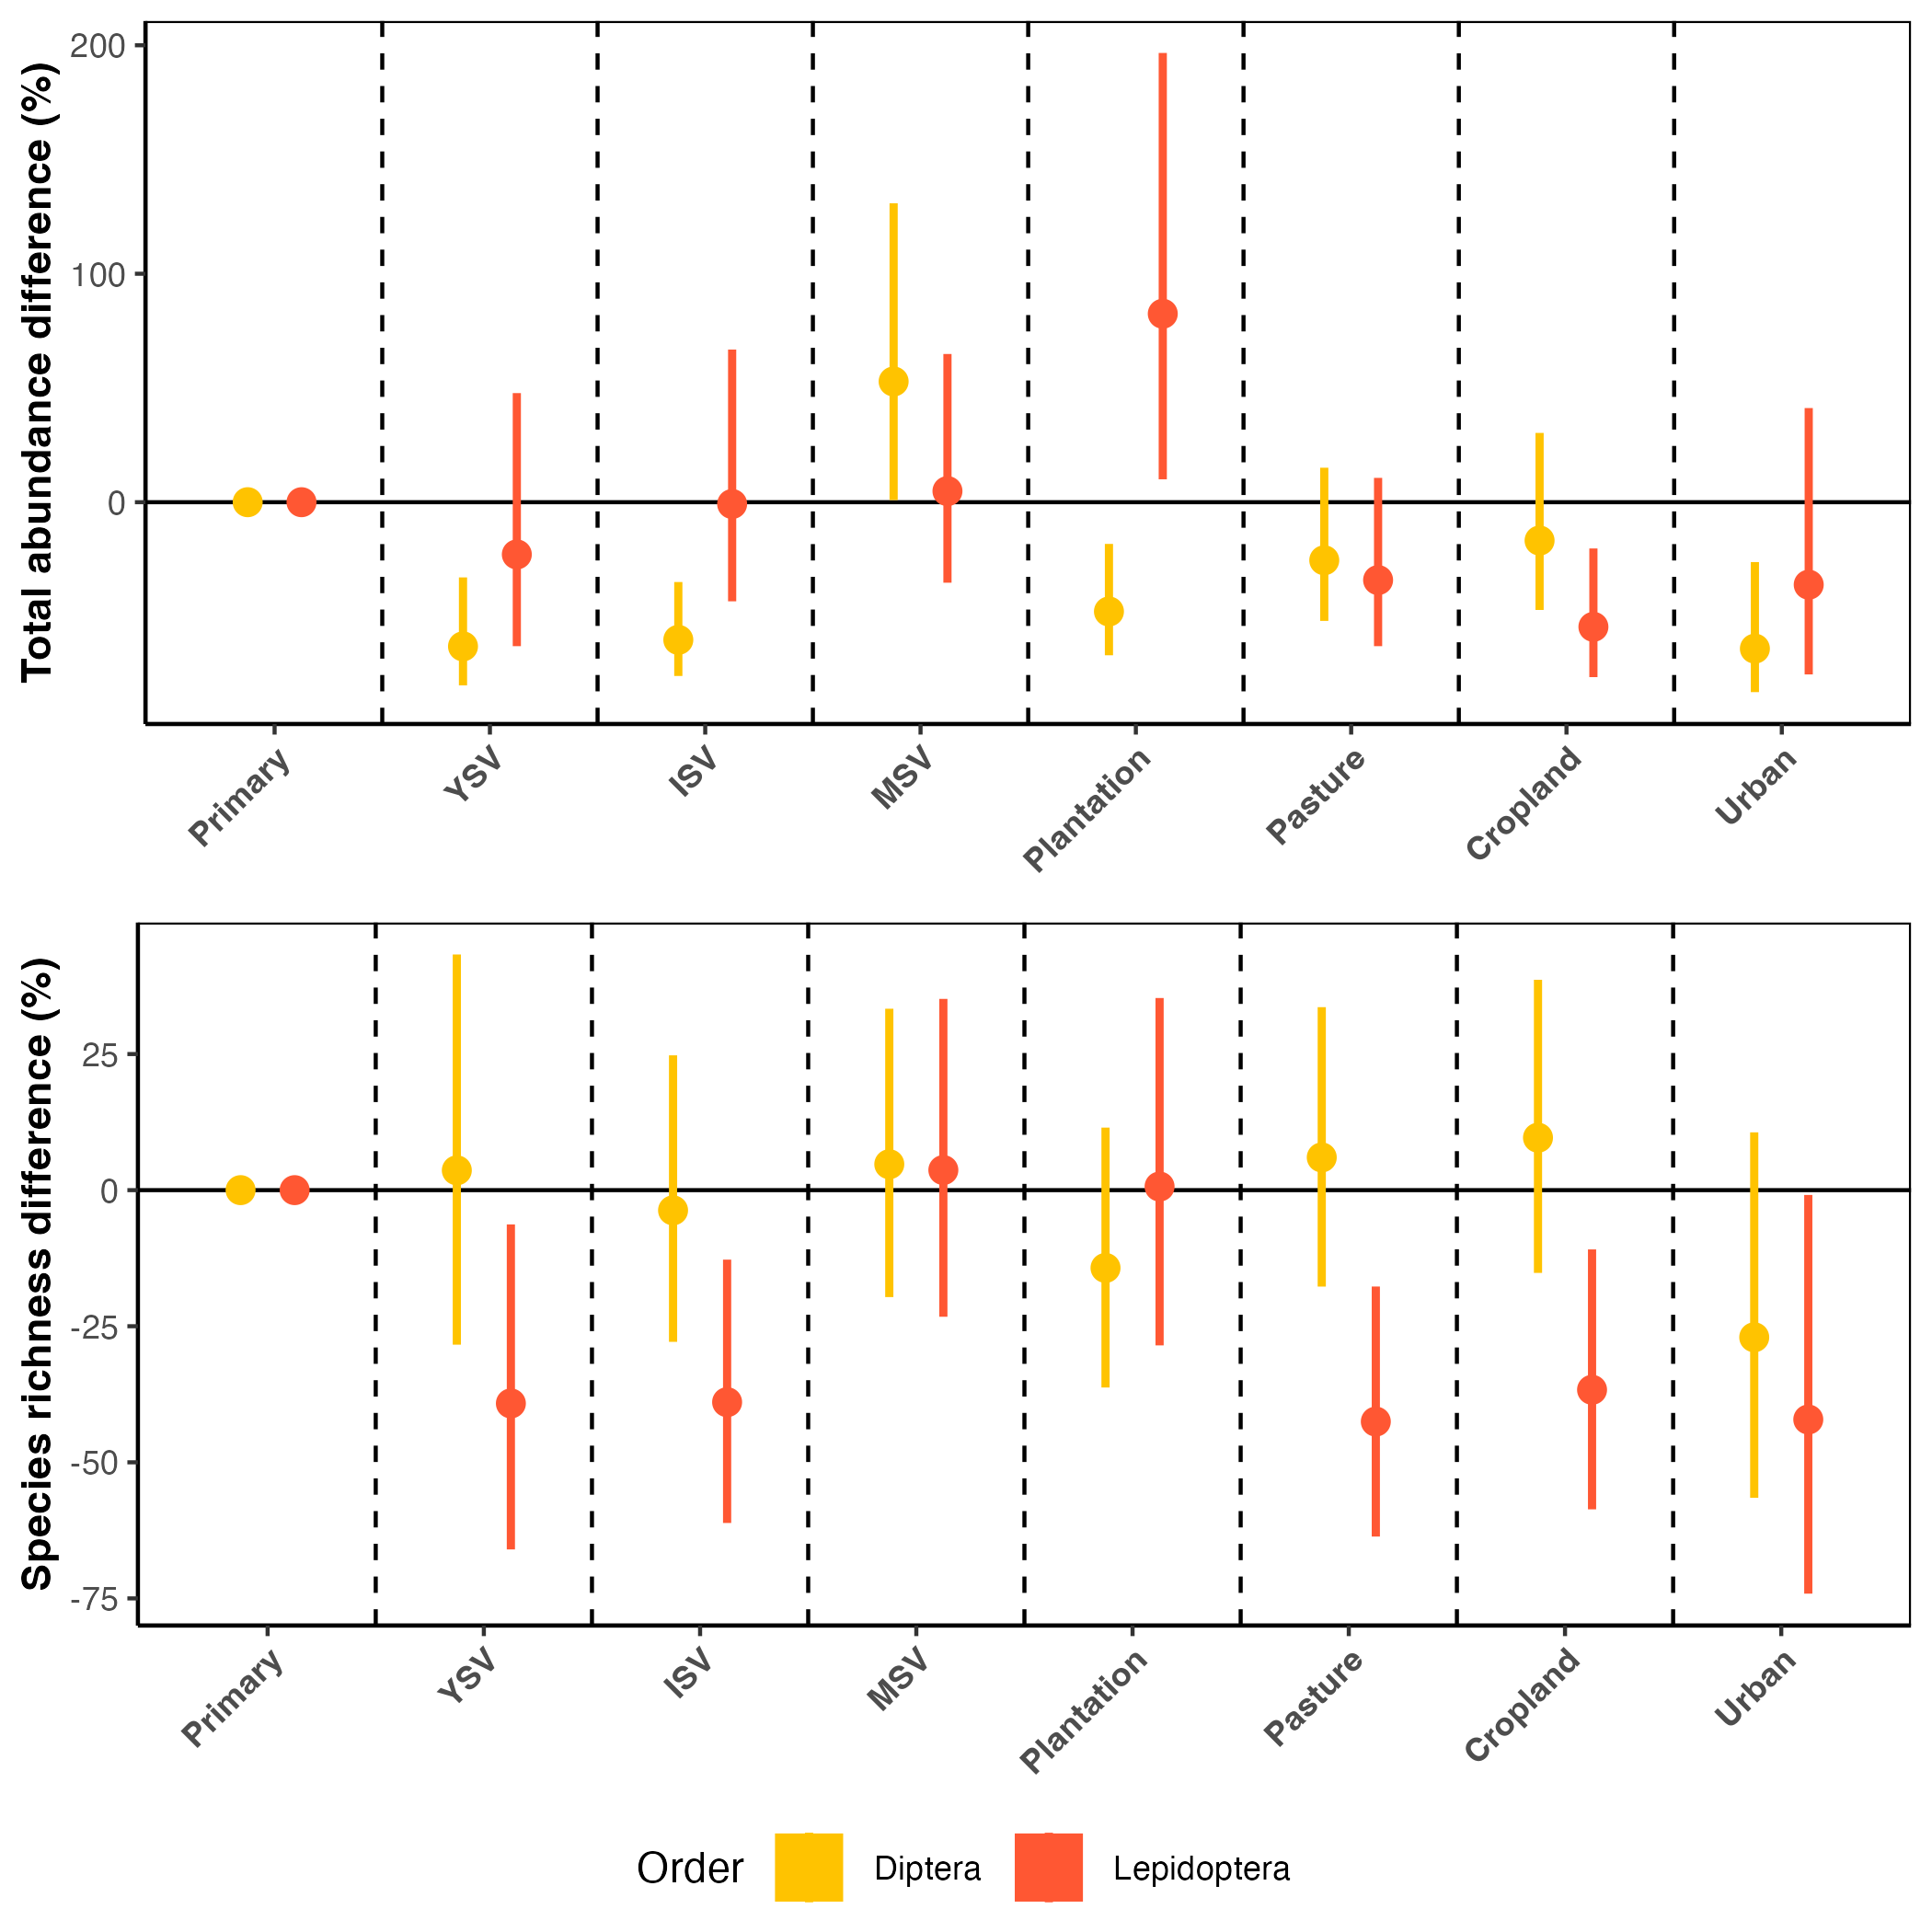 Total abundance difference (%)
200
100
0
Primary
YSV
ISV
MSV
Plantation
Pasture
Cropland
Urban
Species richness difference (%)
25
0
-25
-50
-75
Primary
YSV
ISV
MSV
Plantation
Pasture
Cropland
Urban
Order Diptera Lepidoptera